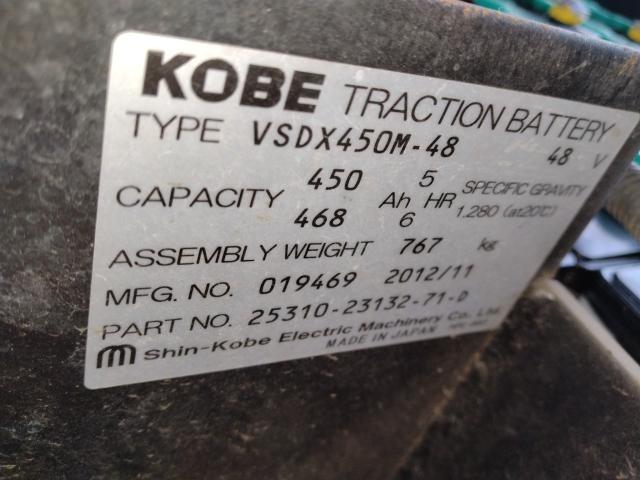 KOBE TRACTION BATTERY
TYPE VSDX450M-48 48 V
CAPACITY 450 Ah 5 HR SPECIFIC GRAVITY
468 6 1.280 (at20℃)
ASSEMBLY WEIGHT 767 kg
MFG. NO. 019469 2012/11
PART NO. 25310-23132-71-D
Shin-Kobe Electric Machinery Co., Ltd.
MADE IN JAPAN